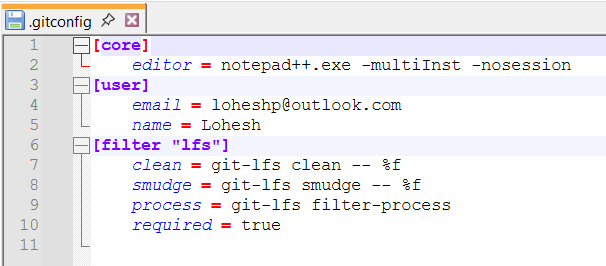 .gitconfig
1 [core]
2 editor = notepad++.exe -multiInst -nosession
3 [user]
4 email = loheshp@outlook.com
5 name = Lohesh
6 [filter "lfs"]
7 clean = git-lfs clean -- %f
8 smudge = git-lfs smudge -- %f
9 process = git-lfs filter-process
10 required = true
11